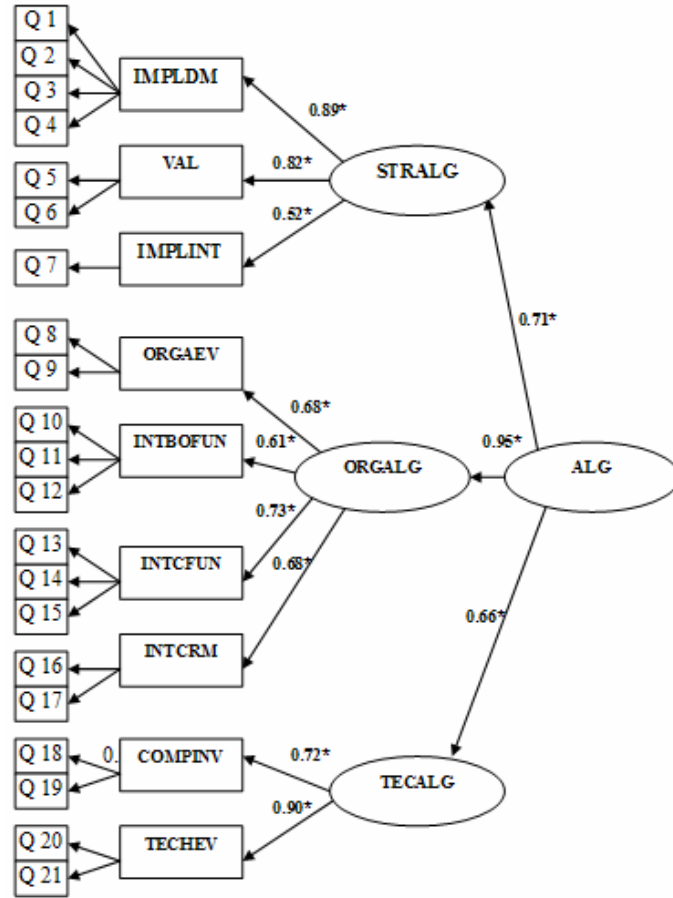 Q 1
Q 2
Q 3
Q 4
IMPLDM
0.89*
Q 5
Q 6
VAL
0.82*
STRALG
Q 7
IMPLINT
0.52*
0.71*
Q 8
Q 9
ORGAEV
0.68*
Q 10
Q 11
Q 12
INTBOFUN
0.61*
ORGALG
0.95*
ALG
Q 13
Q 14
Q 15
INTCFUN
0.73*
Q 16
Q 17
INTCRM
0.68*
0.66*
Q 18
Q 19
0.
COMPINV
0.72*
TECALG
Q 20
Q 21
TECHEV
0.90*